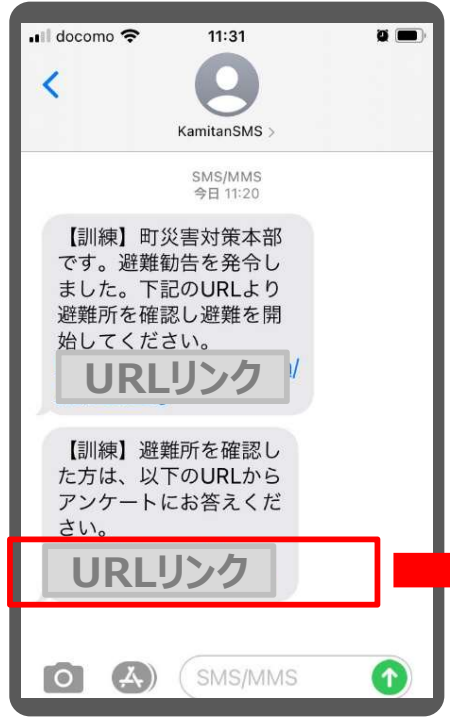 docomo 11:31
KamitanSMS >
SMS/MMS
今日 11:20
【訓練】町災害対策本部
です。避難勧告を発令し
ました。下記のURLより
避難所を確認し避難を開
始してください。
URLリンク
【訓練】避難所を確認し
た方は、以下のURLから
アンケートにお答えくだ
さい。
URLリンク
SMS/MMS